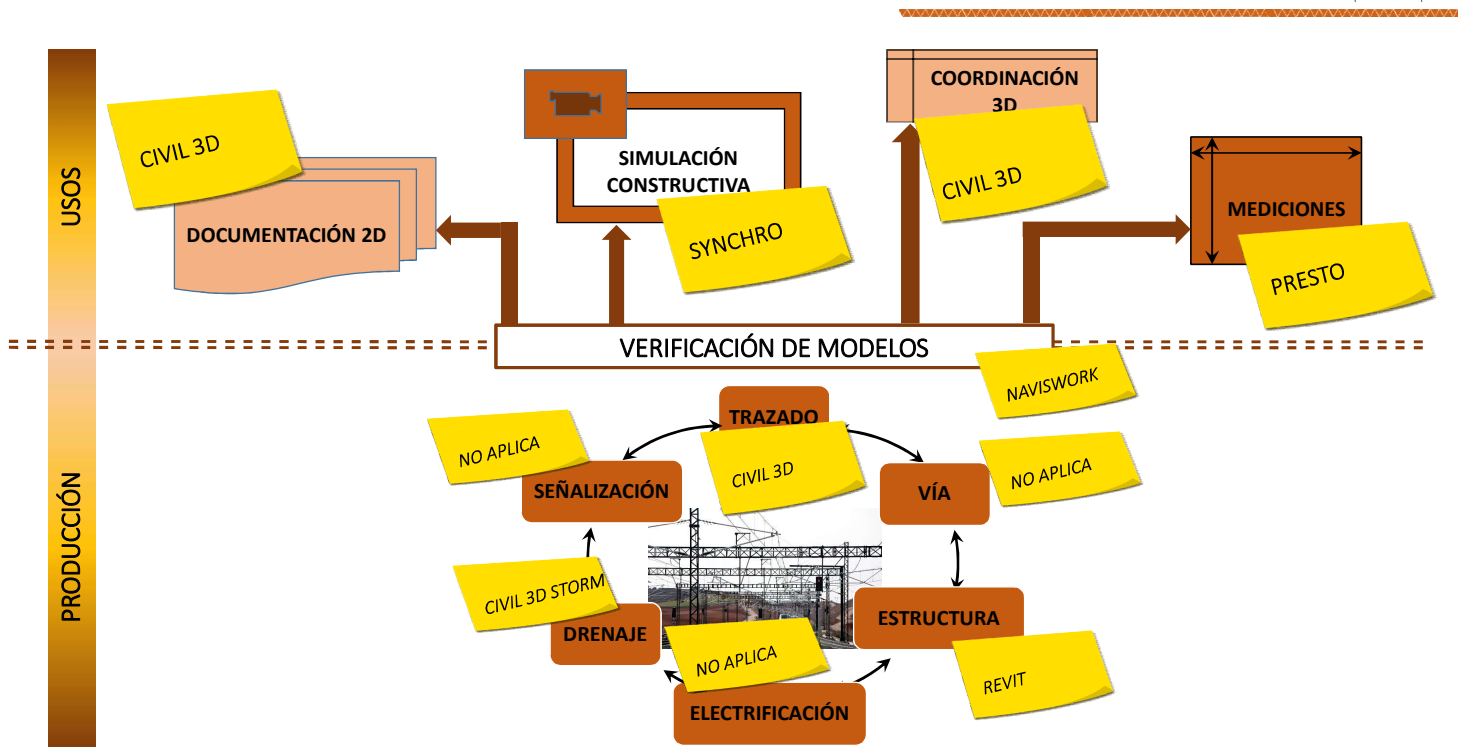 USOS
CIVIL 3D
DOCUMENTACIÓN 2D
SIMULACIÓN
CONSTRUCTIVA
SYNCHRO
COORDINACIÓN
3D
CIVIL 3D
MEDICIONES
PRESTO
VERIFICACIÓN DE MODELOS
NAVISWORK
PRODUCCIÓN
TRAZADO
CIVIL 3D
NO APLICA
SEÑALIZACIÓN
VÍA
NO APLICA
CIVIL 3D STORM
DRENAJE
ESTRUCTURA
REVIT
NO APLICA
ELECTRIFICACIÓN